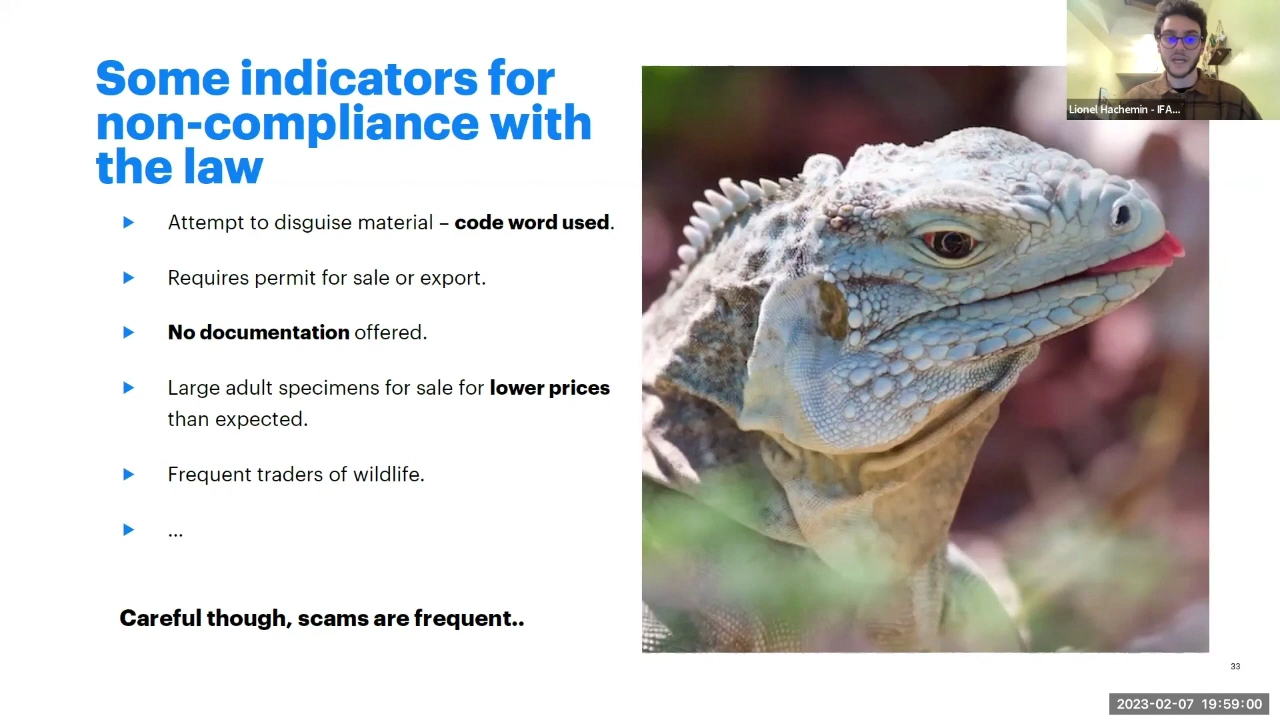 Some indicators for
non-compliance with
the law
Attempt to disguise material – code word used.
Requires permit for sale or export.
No documentation offered.
Large adult specimens for sale for lower prices
than expected.
Frequent traders of wildlife.
...
Careful though, scams are frequent..
Lionel Hachemin - IFA...
33
2023-02-07 19:59:00